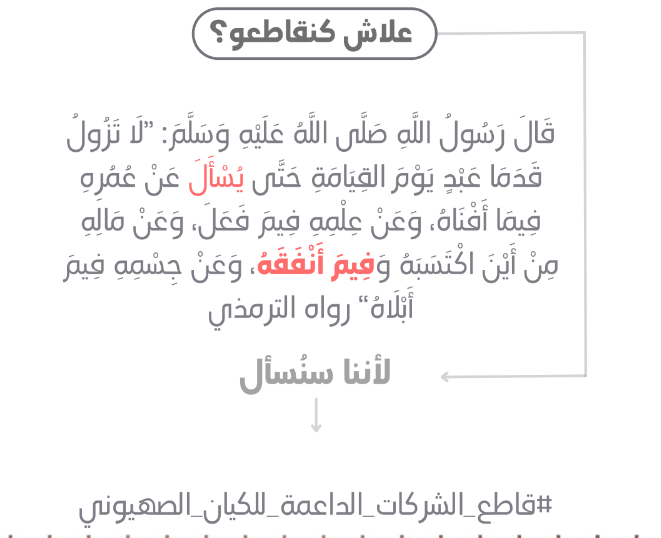 علاش كنقاطعو؟
قَالَ رَسُولُ اللَّهِ صَلَّى اللَّهُ عَلَيْهِ وَسَلَّمَ: ”لَا تَزُولُ
قَدَمَا عَبْدٍ يَوْمَ القِيَامَةِ حَتَّى يُسْأَلَ عَنْ عُمُرِهِ
فِيمَا أَفْنَاهُ، وَعَنْ عِلْمِهِ فِيمَ فَعَلَ، وَعَنْ مَالِهِ
مِنْ أَيْنَ اكْتَسَبَهُ وَفِيمَ أَنْفَقَهُ، وَعَنْ جِسْمِهِ فِيمَ
أَبْلَاهُ“ رواه الترمذي
لأننا سنُسأل
#قاطع_الشركات_الداعمة_للكيان_الصهيوني